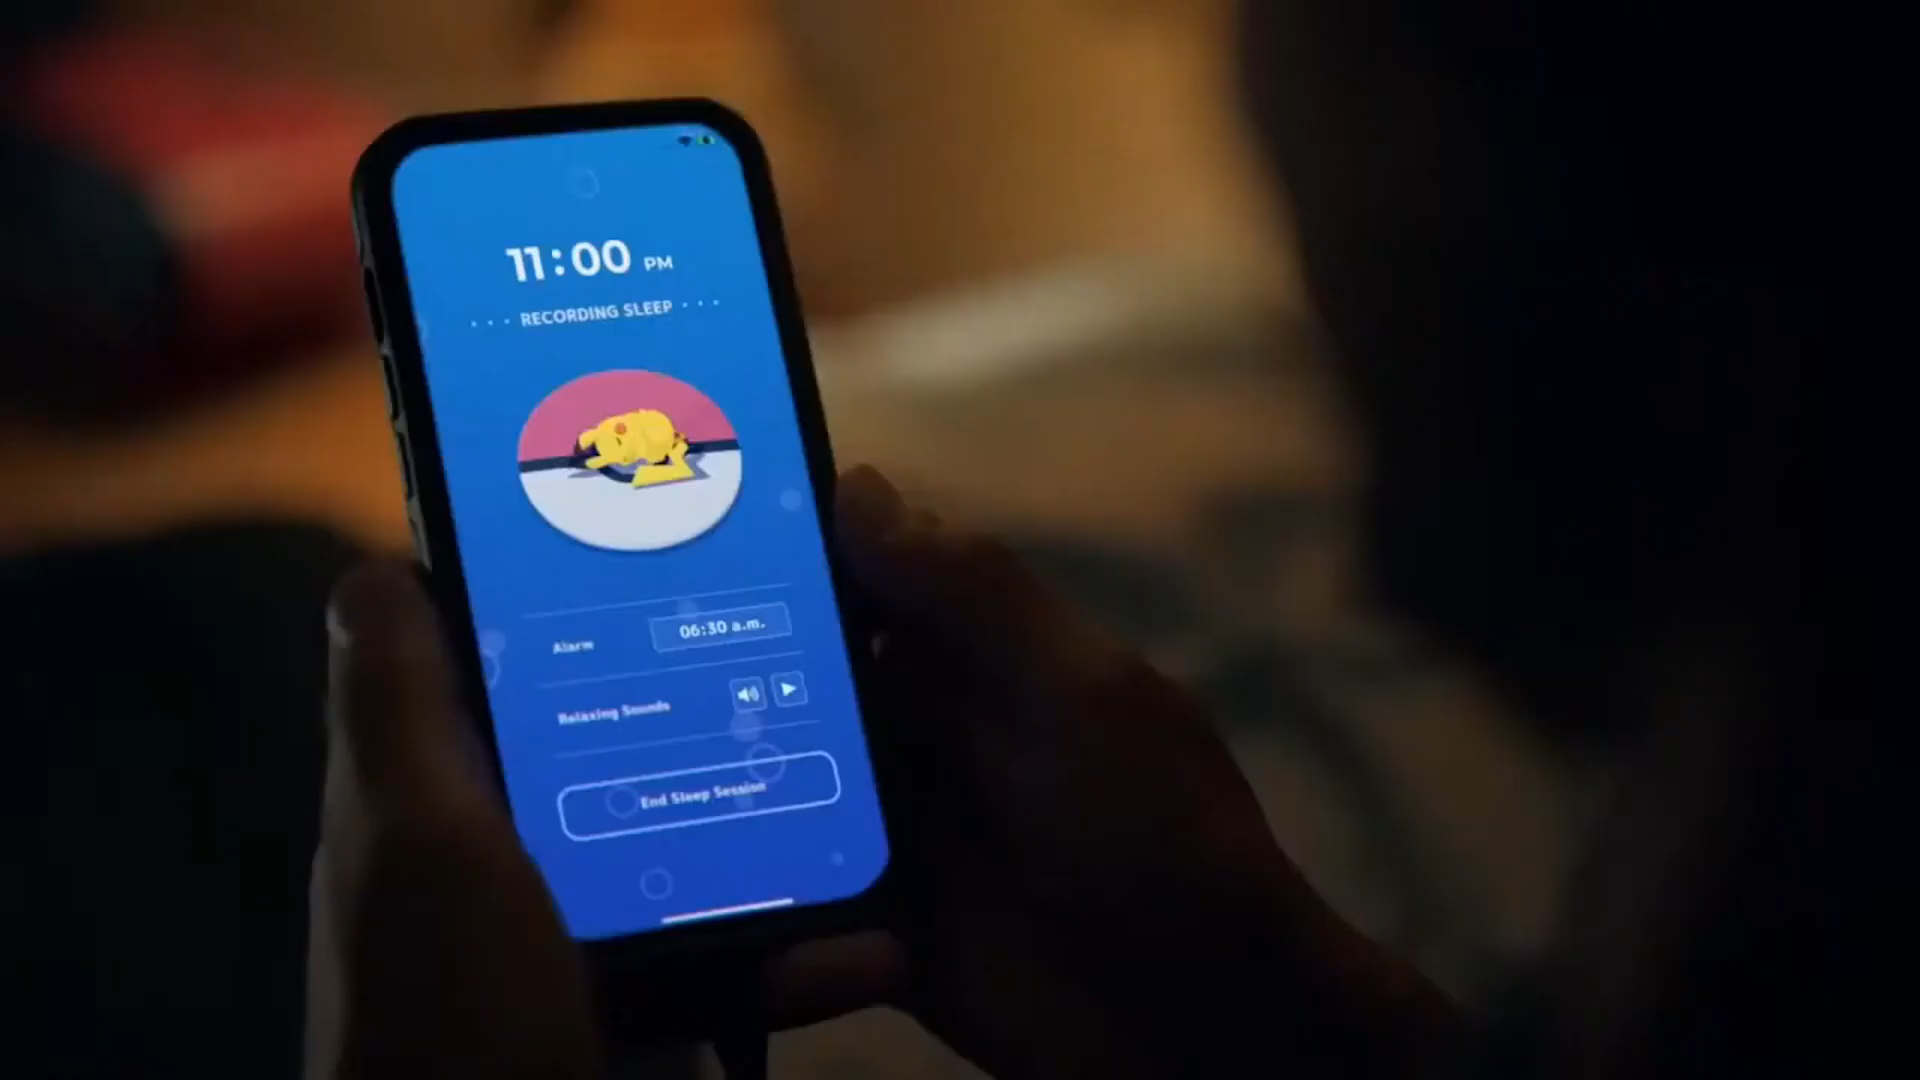 11:00 PM
· · · RECORDING SLEEP · · ·
Alarm
06:30 a.m.
Relaxing Sounds
End Sleep Session